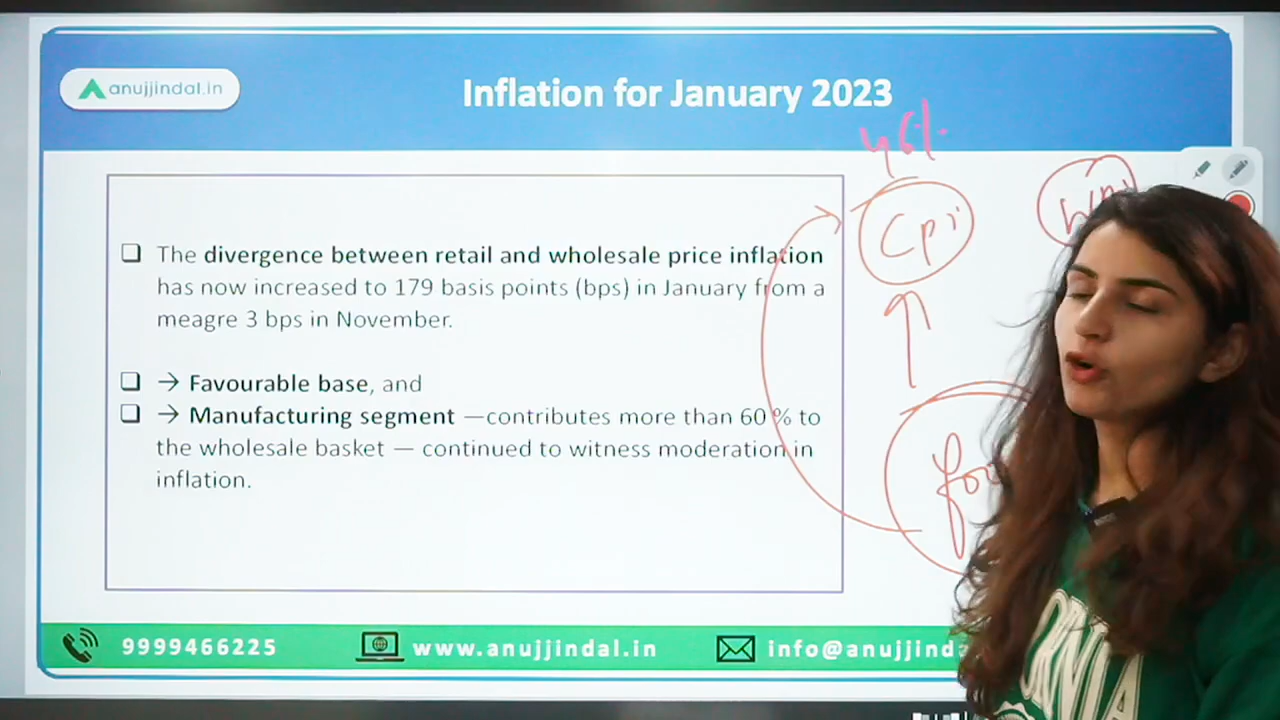 anujjindal.in
Inflation for January 2023
46%
Cpi
❑ The divergence between retail and wholesale price inflation
has now increased to 179 basis points (bps) in January from a
meagre 3 bps in November.
❑ → Favourable base, and
❑ → Manufacturing segment —contributes more than 60 % to
the wholesale basket — continued to witness moderation in
inflation.
9999466225 www.anujjindal.in info@anujjinda